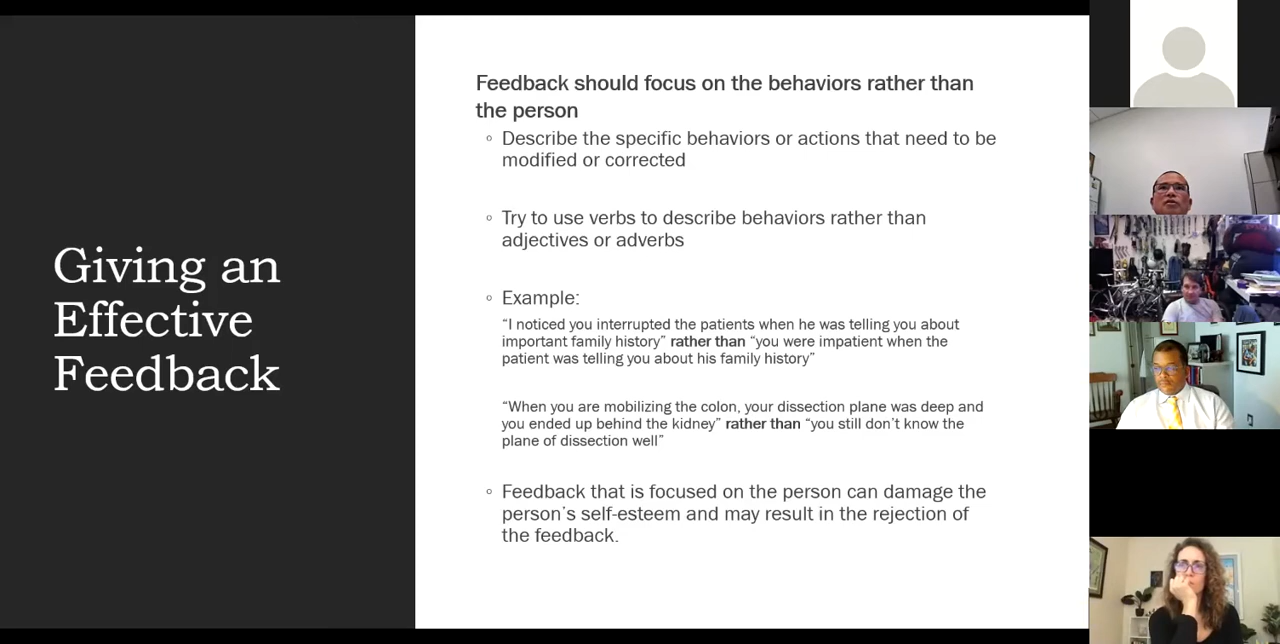 Giving an
Effective
Feedback
Feedback should focus on the behaviors rather than
the person
Describe the specific behaviors or actions that need to be
modified or corrected
Try to use verbs to describe behaviors rather than
adjectives or adverbs
Example:
“I noticed you interrupted the patients when he was telling you about
important family history” rather than “you were impatient when the
patient was telling you about his family history”
“When you are mobilizing the colon, your dissection plane was deep and
you ended up behind the kidney” rather than “you still don’t know the
plane of dissection well”
Feedback that is focused on the person can damage the
person’s self-esteem and may result in the rejection of
the feedback.